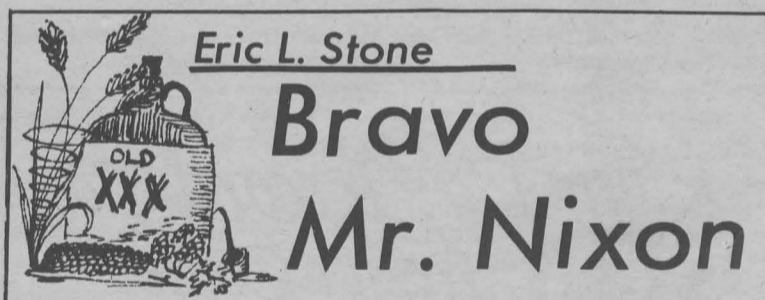 Eric L. Stone
Bravo
Mr. Nixon
OLD
XXX